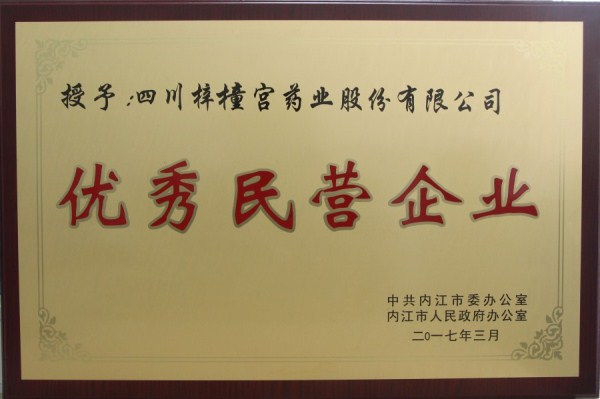 授予:四川梓橦宫药业股份有限公司
优秀民营企业
中共内江市委办公室
内江市人民政府办公室
二0一七年三月